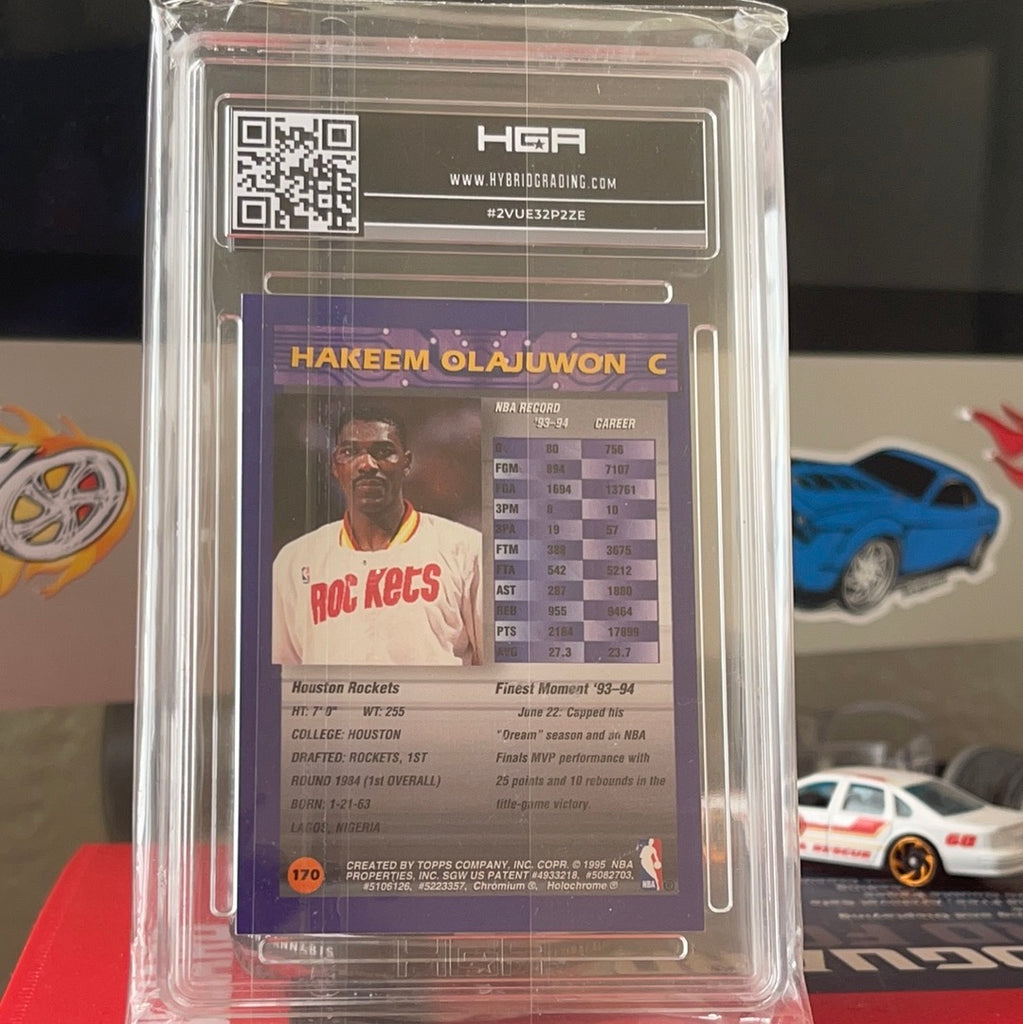 HGA
WWW.HYBRIDGRADING.COM
#2VUE32P2ZE
HAKEEM OLAJUWON C
NBA RECORD
'93-94 CAREER
G 80 756
FGM 894 7107
FGA 1694 13761
3PM 8 10
3PA 19 57
FTM 388 3675
FTA 542 5212
AST 287 1880
REB 955 9464
PTS 2184 17899
AVG 27.3 23.7
ROCKETS
Houston Rockets
HT: 7' 0" WT: 255
COLLEGE: HOUSTON
DRAFTED: ROCKETS, 1ST
ROUND 1984 (1st OVERALL)
BORN: 1-21-63
LAGOS, NIGERIA
Finest Moment '93-94
June 22: Capped his
"Dream" season and an NBA
Finals MVP performance with
25 points and 10 rebounds in the
title-game victory.
170
CREATED BY TOPPS COMPANY, INC. COPR. © 1995 NBA
PROPERTIES, INC. SGW US PATENT #4933218, #5082703,
#5106126, #5223357, Chromium ®, Holochrome ®
NBA
HGA
60
RESCUE